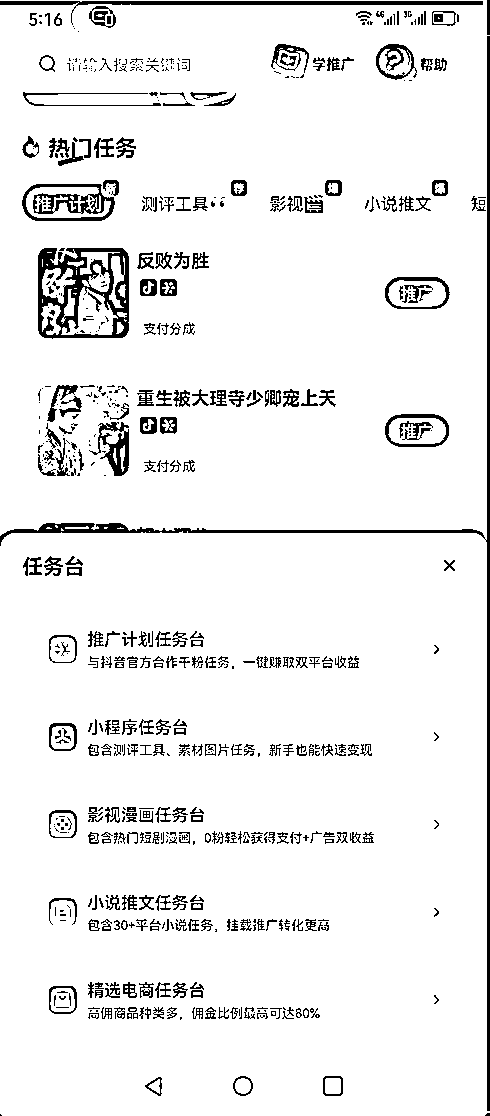 5:16
请输入搜索关键词
学推广
帮助
热门任务
推广计划
测评工具
影视
小说推文
短
反败为胜
支付分成
推广
重生被大理寺少卿宠上天
支付分成
推广
任务台
推广计划任务台
与抖音官方合作千粉任务，一键赚取双平台收益
小程序任务台
包含测评工具、素材图片任务，新手也能快速变现
影视漫画任务台
包含热门短剧漫画，0粉轻松获得支付+广告双收益
小说推文任务台
包含30+平台小说任务，挂载推广转化更高
精选电商任务台
高佣商品种类多，佣金比例最高可达80%